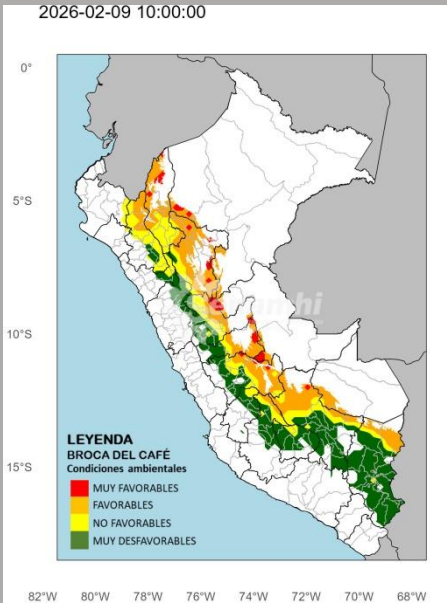 2026-02-09 10:00:00
0°
5°S
10°S
15°S
LEYENDA
BROCA DEL CAFÉ
Condiciones ambientales
MUY FAVORABLES
FAVORABLES
NO FAVORABLES
MUY DESFAVORABLES
82°W 80°W 78°W 76°W 74°W 72°W 70°W 68°W